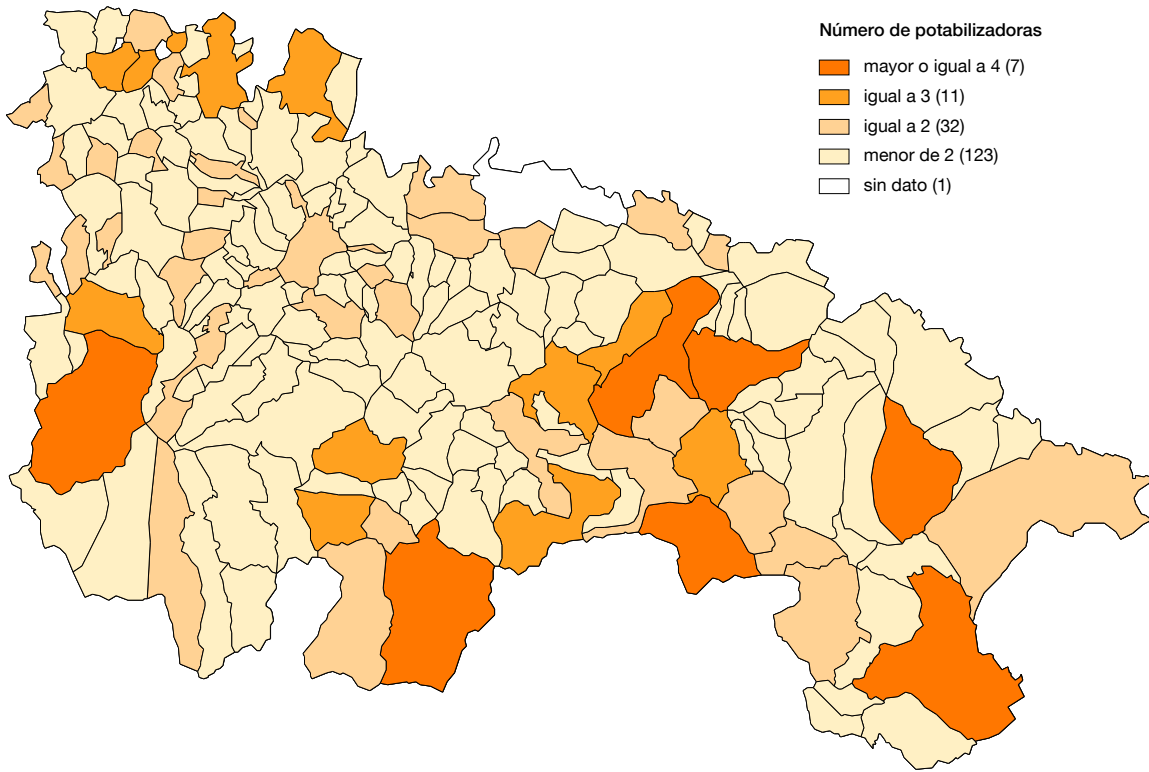 Número de potabilizadoras
mayor o igual a 4 (7)
igual a 3 (11)
igual a 2 (32)
menor de 2 (123)
sin dato (1)